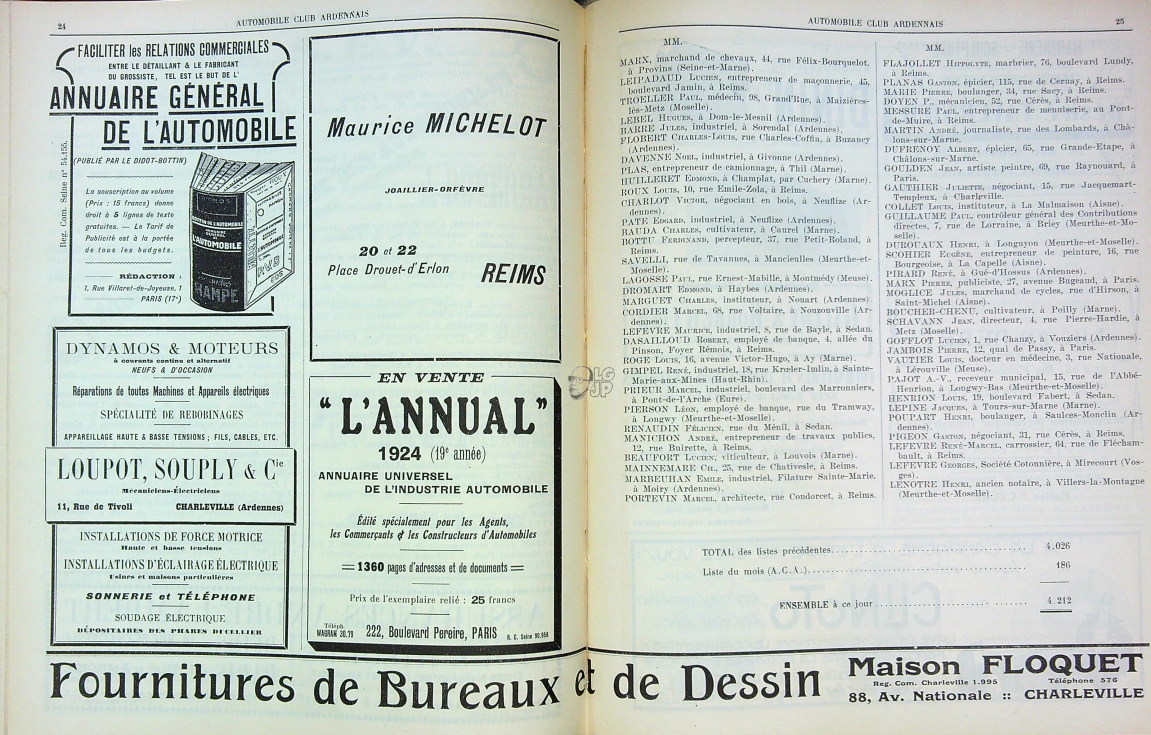 24
AUTOMOBILE CLUB ARDENNAIS
FACILITER les RELATIONS COMMERCIALES
ENTRE LE DÉTAILLANT & LE FABRICANT
OU GROSSISTE, TEL EST LE BUT DE L'
ANNUAIRE GÉNÉRAL
DE L'AUTOMOBILE
(PUBLIÉ PAR LE DIDOT-BOTTIN)
Reg. Com. Seine nº 54.155.
La souscription au volume
(Prix : 15 francs) donne
droit à 5 lignes de texte
gratuites. — Le Tarif de
Publicité est à la portée
de tous les budgets.
RÉDACTION :
1, Rue Villaret-de-Joyeuse, 1
PARIS (17e)
L'AUTOMOBILE
RAMPE
DYNAMOS & MOTEURS
à courants continu et alternatif
NEUFS & D'OCCASION
Réparations de toutes Machines et Appareils électriques
SPÉCIALITÉ DE REBOBINAGES
APPAREILLAGE HAUTE & BASSE TENSIONS ; FILS, CABLES, ETC.
LOUPOT, SOUPLY & Cie
Mécaniciens-Électriciens
11, Rue de Tivoli CHARLEVILLE (Ardennes)
INSTALLATIONS DE FORCE MOTRICE
Haute et basse tensions
INSTALLATIONS D'ÉCLAIRAGE ÉLECTRIQUE
Usines et maisons particulières
SONNERIE et TÉLÉPHONE
SOUDAGE ÉLECTRIQUE
DÉPOSITAIRES DES PHARES DUCELLIER
Maurice MICHELOT
JOAILLIER-ORFÈVRE
20 et 22
Place Drouet-d'Erlon
REIMS
EN VENTE
"L'ANNUAL"
1924 (19e année)
ANNUAIRE UNIVERSEL
DE L'INDUSTRIE AUTOMOBILE
Édité spécialement pour les Agents,
les Commerçants & les Constructeurs d'Automobiles
1360 pages d'adresses et de documents
Prix de l'exemplaire relié : 25 francs
Téléph.
WAGRAM 30.79
222, Boulevard Pereire, PARIS
R. C. Seine 90.958
AUTOMOBILE CLUB ARDENNAIS
25
MM.
MARX, marchand de chevaux, 44, rue Félix-Bourquelot,
à Provins (Seine-et-Marne).
LEIPADAUD Lucien, entrepreneur de maçonnerie, 45,
boulevard Jamin, à Reims.
TROELLER Paul, médecin, 98, Grand'Rue, à Maizières-
lès-Metz (Moselle).
LEBEL Hugues, à Dom-le-Mesnil (Ardennes).
BARRE Jules, industriel, à Sorendal (Ardennes).
FLOBERT Charles-Louis, rue Charles-Coffin, à Buzancy
(Ardennes).
DAVENNE Noel, industriel, à Givonne (Ardennes).
PLAS, entrepreneur de camionnage, à Thil (Marne).
HUILLERET Edmond, à Champlat, par Cuchery (Marne).
ROUX Louis, 10, rue Emile-Zola, à Reims.
CHARLOT Victor, négociant en bois, à Neuflize (Ar-
dennes).
PATE Edgard, industriel, à Neuflize (Ardennes).
BAUDA Charles, cultivateur, à Caurel (Marne).
BOTTU Ferdinand, percepteur, 37, rue Petit-Roland, à
Reims.
SAVELLI, rue de Tavannes, à Mancieulles (Meurthe-et-
Moselle).
LAGOSSE Paul, rue Ernest-Mabille, à Montmédy (Meuse).
DROMART Edmond, à Haybes (Ardennes).
MARGUET Charles, instituteur, à Nouart (Ardennes).
CORDIER Marcel, 68, rue Voltaire, à Nouzonville (Ar-
dennes).
LEFEVRE Maurice, industriel, 8, rue de Bayle, à Sedan.
DASAILLOUD Robert, employé de banque, 4, allée du
Pinson, Foyer Rémois, à Reims.
ROGE Louis, 16, avenue Victor-Hugo, à Ay (Marne).
GIMPEL René, industriel, 18, rue Krœler-Imlin, à Sainte-
Marie-aux-Mines (Haut-Rhin).
PRIEUR Marcel, industriel, boulevard des Marronniers,
à Pont-de-l'Arche (Eure).
PIERSON Léon, employé de banque, rue du Tramway,
à Longwy (Meurthe-et-Moselle).
RENAUDIN Félicien, rue du Ménil, à Sedan.
MANICHON André, entrepreneur de travaux publics,
12, rue Buirette, à Reims.
BEAUFORT Lucien, viticulteur, à Louvois (Marne).
MAINNEMARE Ch., 25, rue de Chativesle, à Reims.
MARBEUHAN Emile, industriel, Filature Sainte-Marie,
à Moiry (Ardennes).
PORTEVIN Marcel, architecte, rue Condorcet, à Reims.
MM.
FLAJOLLET Hippolyte, marbrier, 76, boulevard Lundy,
à Reims.
PLANAS Gaston, épicier, 115, rue de Cernay, à Reims.
MARIE Pierre, boulanger, 34, rue Sacy, à Reims.
DOYEN P., mécanicien, 52, rue Cérès, à Reims.
MESSURE Paul, entrepreneur de menuiserie, au Pont-
de-Muire, à Reims.
MARTIN André, journaliste, rue des Lombards, à Châ-
lons-sur-Marne.
DUFRENOY Albert, épicier, 65, rue Grande-Etape, à
Châlons-sur-Marne.
GOULDEN Jean, artiste peintre, 69, rue Raynouard, à
Paris.
GAUTHIER Juliette, négociant, 15, rue Jacquemart-
Templeux, à Charleville.
COLLET Louis, instituteur, à La Malmaison (Aisne).
GUILLAUME Paul, contrôleur général des Contributions
directes, 7, rue de Lorraine, à Briey (Meurthe-et-Mo-
selle).
DUROUAUX Henri, à Longuyon (Meurthe-et-Moselle).
SCOHIER Eugène, entrepreneur de peinture, 16, rue
Bourgeoise, à La Capelle (Aisne).
PIRARD René, à Gué-d'Hossus (Ardennes).
MARX Pierre, publiciste, 27, avenue Bugeaud, à Paris.
MOGLICE Jules, marchand de cycles, rue d'Hirson, à
Saint-Michel (Aisne).
BOUCHER-CHENU, cultivateur, à Poilly (Marne).
SCHAVANN Jean, directeur, 4, rue Pierre-Hardie, à
Metz (Moselle).
GOFFLOT Lucien, 1, rue Chanzy, à Vouziers (Ardennes).
JAMBOIS Pierre, 12, quai de Passy, à Paris.
VAUTIER Louis, docteur en médecine, 3, rue Nationale,
à Lérouville (Meuse).
PAJOT A.-V., receveur municipal, 15, rue de l'Abbé-
Henrion, à Longwy-Bas (Meurthe-et-Moselle).
HENRION Louis, 19, boulevard Fabert, à Sedan.
LEPINE Jacques, à Tours-sur-Marne (Marne).
POUPART Henri, boulanger, à Saulces-Monclin (Ar-
dennes).
PIGEON Gaston, négociant, 31, rue Cérès, à Reims.
LEFEVRE René-Marcel, carrossier, 64, rue de Flécham-
bault, à Reims.
LEFEVRE Georges, Société Cotonnière, à Mirecourt (Vos-
ges).
LENOTRE Henri, ancien notaire, à Villers-la-Montagne
(Meurthe-et-Moselle).
TOTAL des listes précédentes 4.026
Liste du mois (A.C.A.) 186
ENSEMBLE à ce jour 4.212
LG
JP
Fournitures de Bureaux et de Dessin
Maison FLOQUET
Reg. Com. Charleville 1.995 Téléphone 576
88, Av. Nationale :: CHARLEVILLE